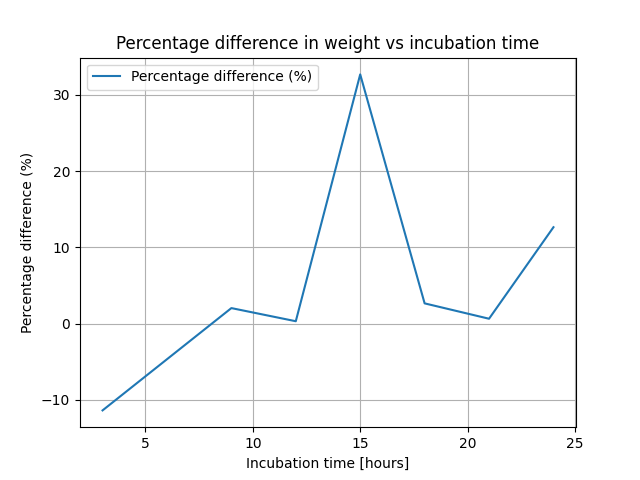 Percentage difference in weight vs incubation time
Percentage difference (%)
30
20
10
0
−10
Percentage difference (%)
5
10
15
20
25
Incubation time [hours]